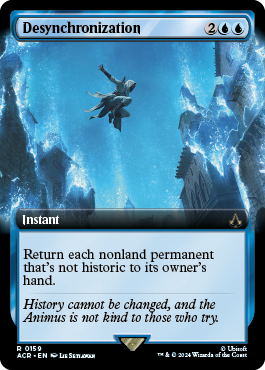 Desynchronization 2
Instant
Return each nonland permanent
that's not historic to its owner's
hand.
History cannot be changed, and the
Animus is not kind to those who try.
R 0159
ACR • EN Lie Setiawan
© Ubisoft
™ & © 2024 Wizards of the Coast